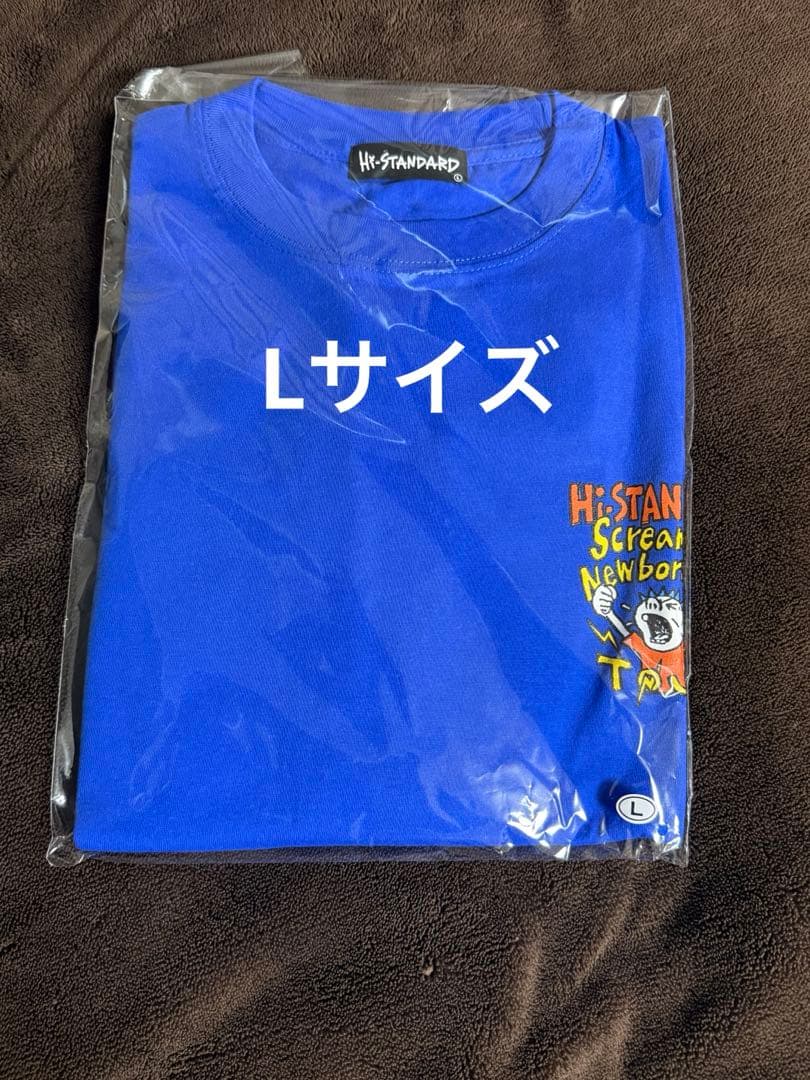 Hi-STANDARD
L
Lサイズ
Hi-STAN
Screa
Newbor
T
L